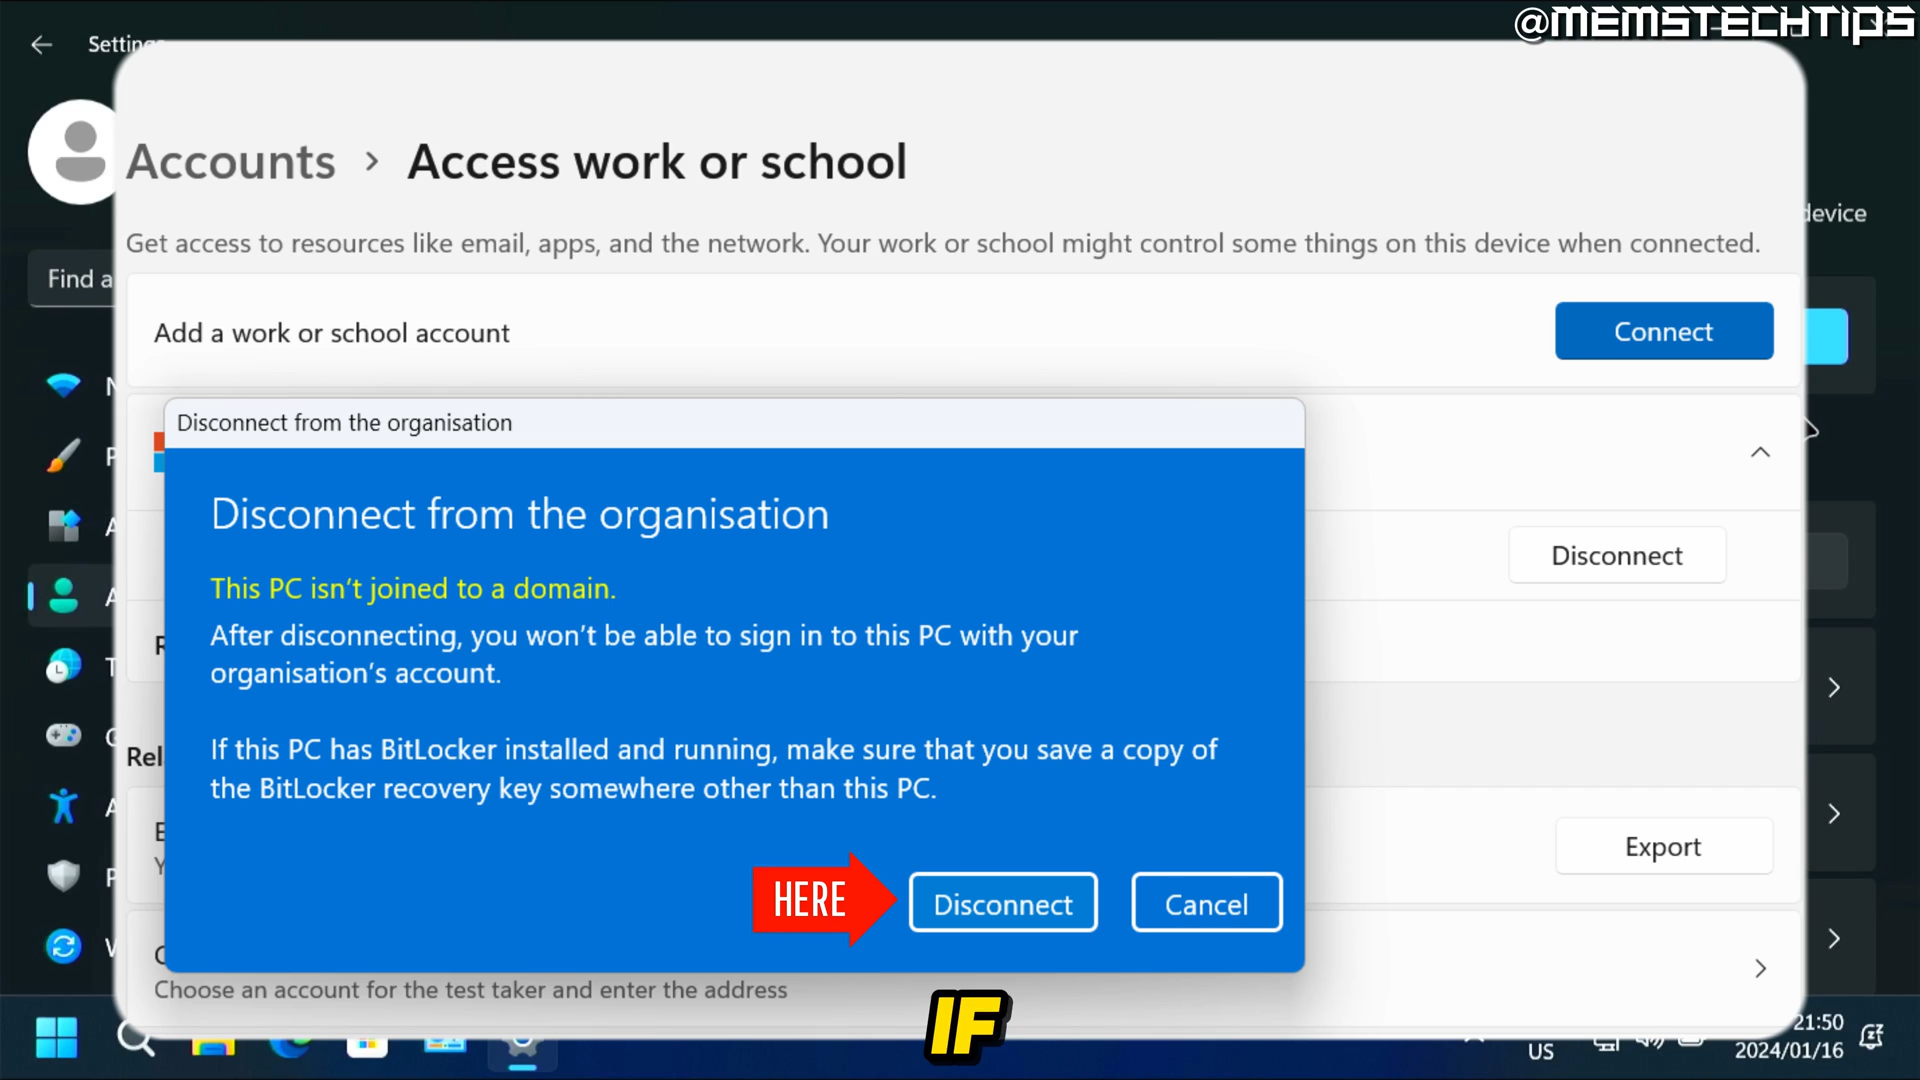 @MEMSTECHTIPS
Settings
Accounts > Access work or school
device
Get access to resources like email, apps, and the network. Your work or school might control some things on this device when connected.
Find a
Add a work or school account
Connect
Disconnect from the organisation
Disconnect from the organisation
This PC isn't joined to a domain.
After disconnecting, you won't be able to sign in to this PC with your
organisation's account.
Disconnect
If this PC has BitLocker installed and running, make sure that you save a copy of
the BitLocker recovery key somewhere other than this PC.
Rel
Export
HERE
Disconnect
Cancel
Choose an account for the test taker and enter the address
IF
21:50
US
2024/01/16